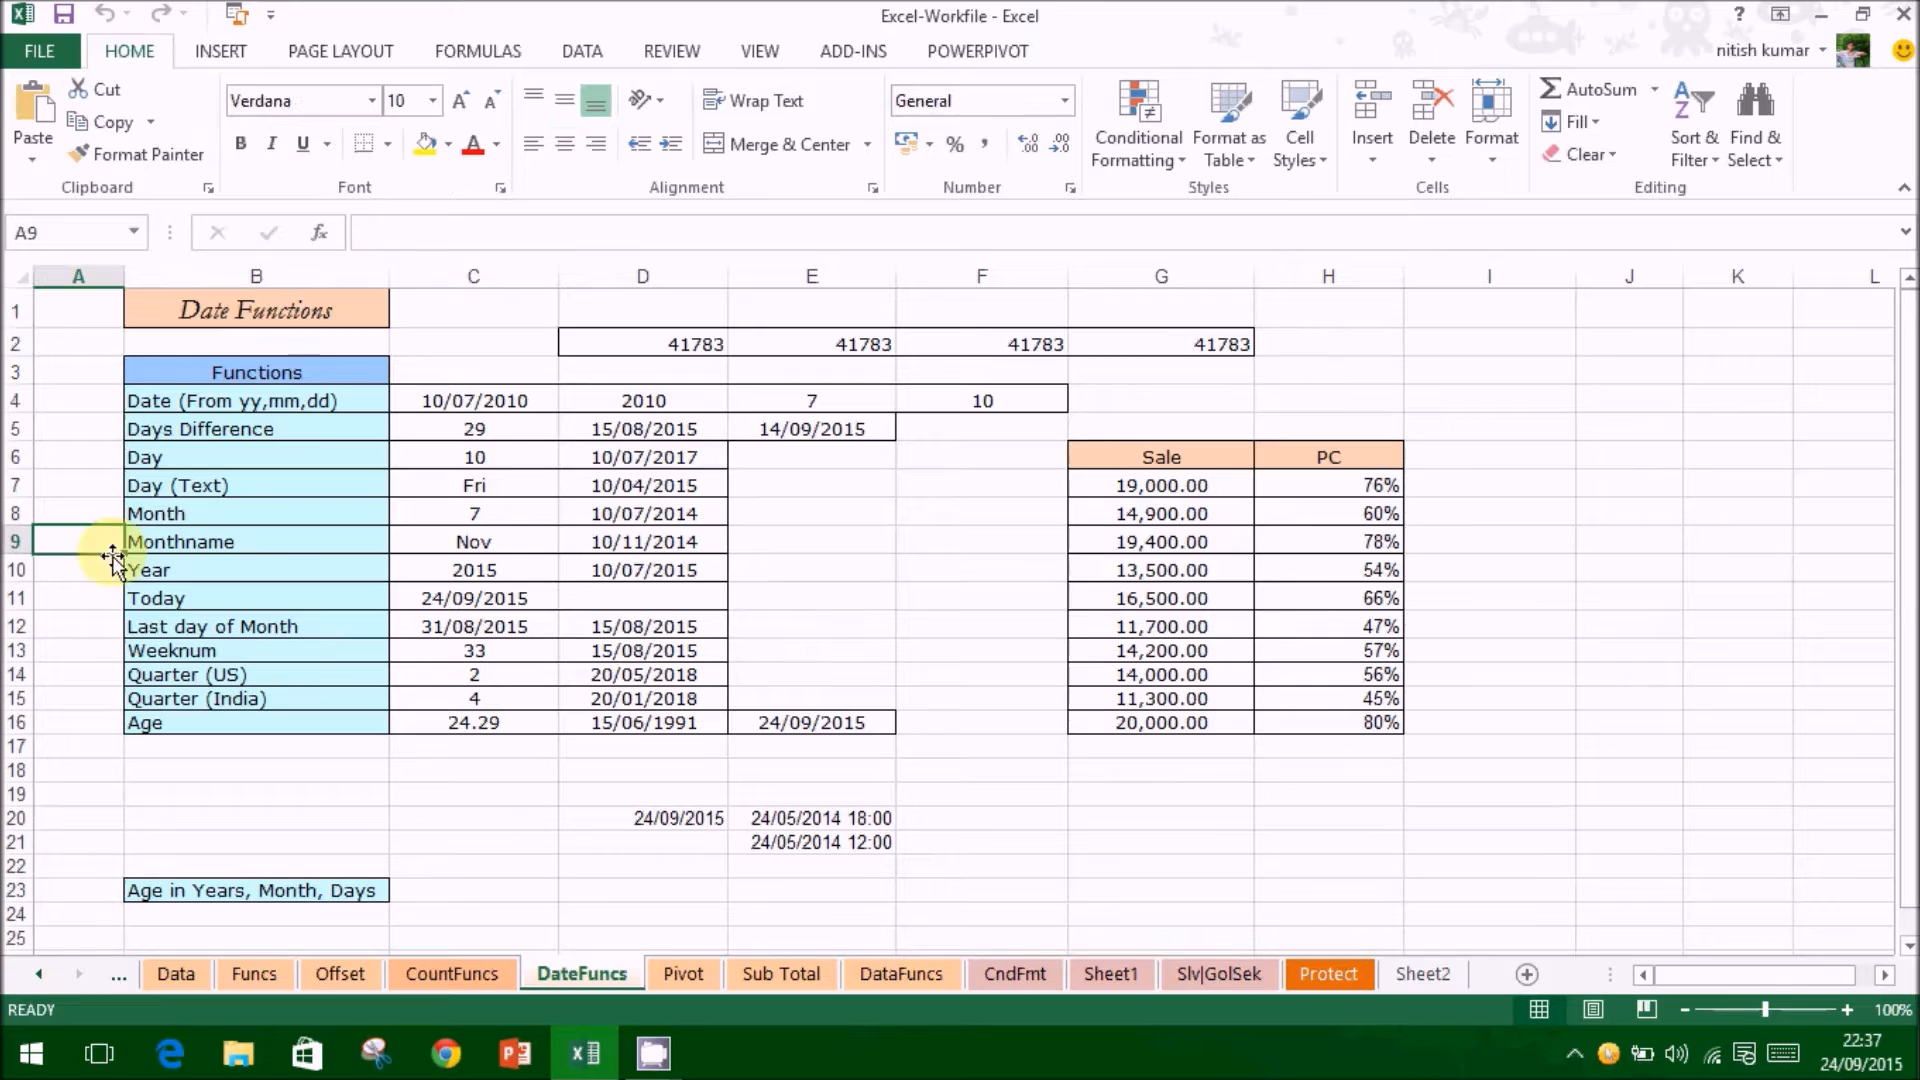 Excel-Workfile - Excel
FILE HOME INSERT PAGE LAYOUT FORMULAS DATA REVIEW VIEW ADD-INS POWERPIVOT nitish kumar
Paste
Cut
Copy
Format Painter
Clipboard
Verdana 10
B I U
Font
Wrap Text
Merge & Center
Alignment
General
%
Number
Conditional Formatting
Format as Table
Cell Styles
Styles
Insert
Delete
Format
Cells
AutoSum
Fill
Clear
Sort & Filter
Find & Select
Editing
A9 fx
A B C D E F G H I J K L
1 Date Functions
2 41783 41783 41783 41783
3 Functions
4 Date (From yy,mm,dd) 10/07/2010 2010 7 10
5 Days Difference 29 15/08/2015 14/09/2015
6 Day 10 10/07/2017 Sale PC
7 Day (Text) Fri 10/04/2015 19,000.00 76%
8 Month 7 10/07/2014 14,900.00 60%
9 Monthname Nov 10/11/2014 19,400.00 78%
10 Year 2015 10/07/2015 13,500.00 54%
11 Today 24/09/2015 16,500.00 66%
12 Last day of Month 31/08/2015 15/08/2015 11,700.00 47%
13 Weeknum 33 15/08/2015 14,200.00 57%
14 Quarter (US) 2 20/05/2018 14,000.00 56%
15 Quarter (India) 4 20/01/2018 11,300.00 45%
16 Age 24.29 15/06/1991 24/09/2015 20,000.00 80%
17
18
19
20 24/09/2015 24/05/2014 18:00
21 24/05/2014 12:00
22
23 Age in Years, Month, Days
24
25
... Data Funcs Offset CountFuncs DateFuncs Pivot Sub Total DataFuncs CndFmt Sheet1 Slv|GolSek Protect Sheet2
READY 100%
22:37
24/09/2015